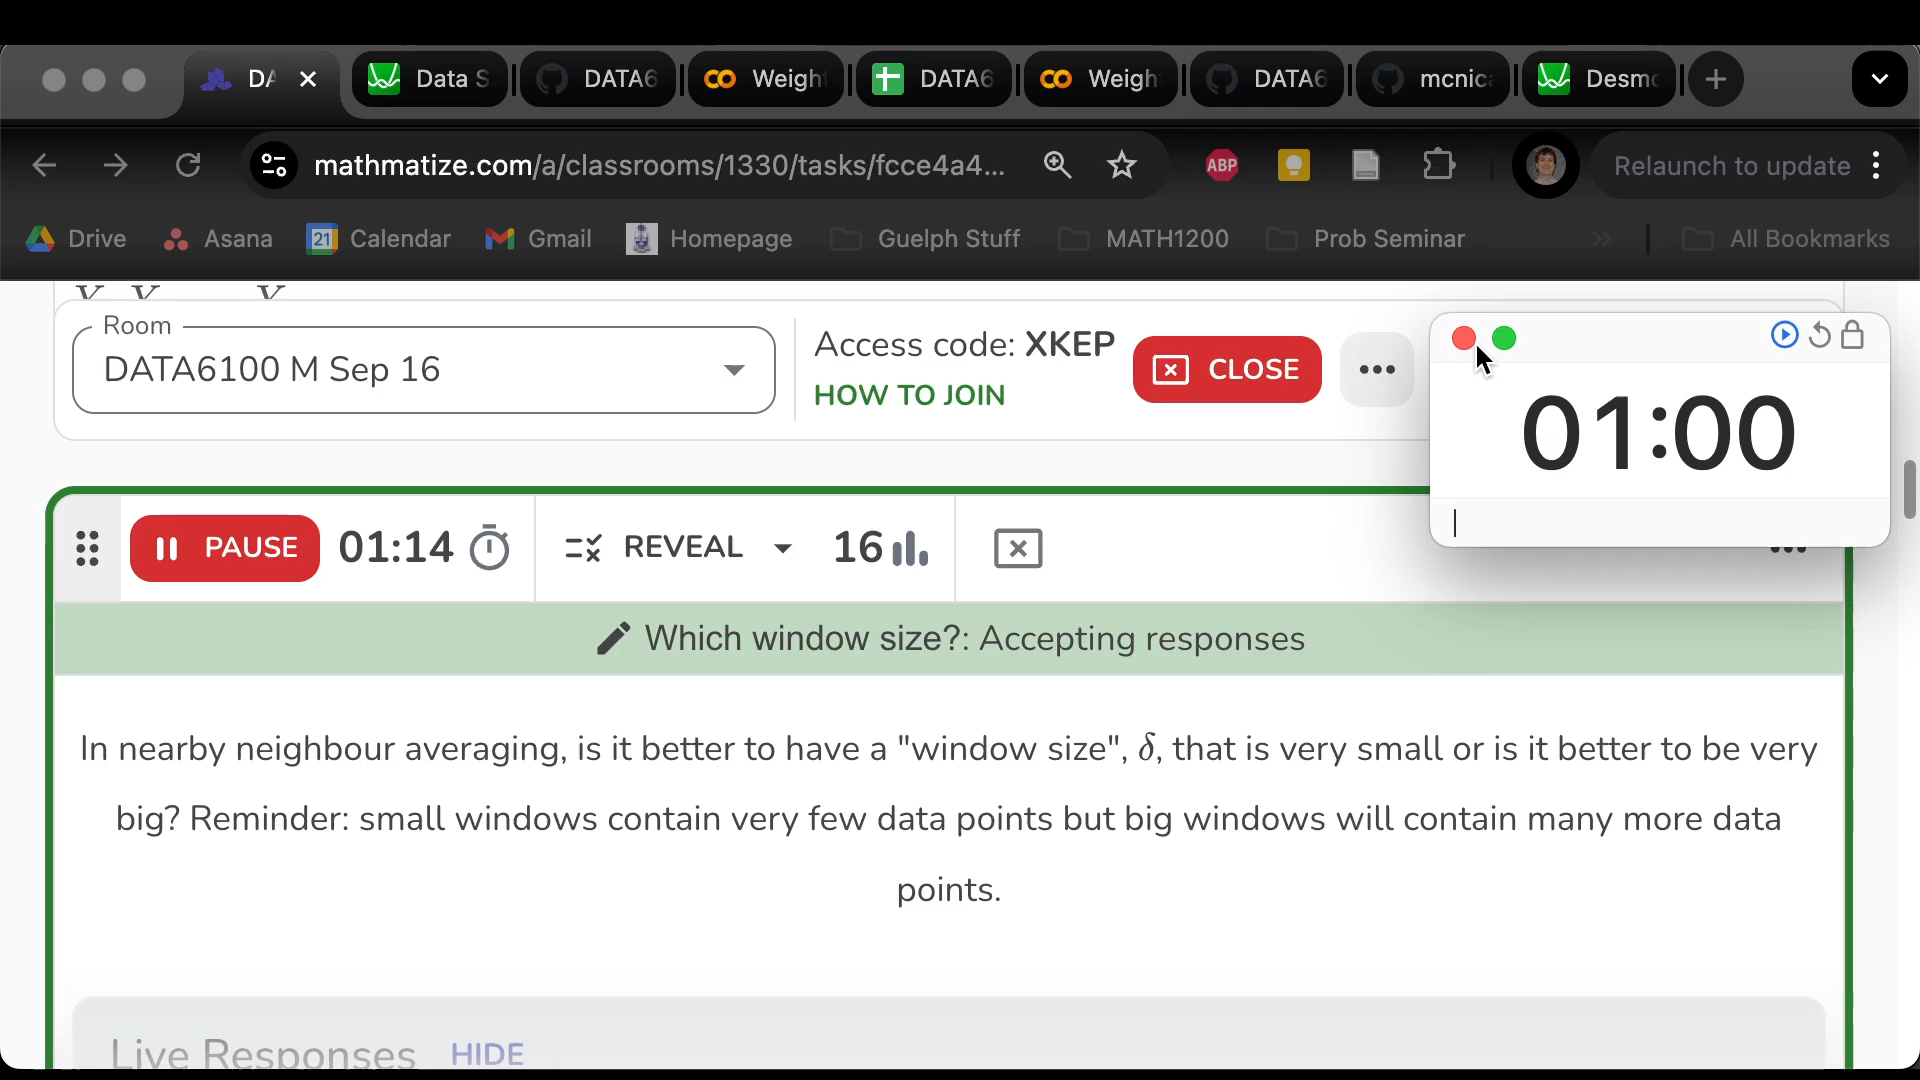 DA
Data S
DATA6
Weight
DATA6
Weigh
DATA6
mcnic
Desmo
mathmatize.com/a/classrooms/1330/tasks/fcce4a4...
ABP
Relaunch to update
Drive
Asana
21
Calendar
Gmail
Homepage
Guelph Stuff
MATH1200
Prob Seminar
All Bookmarks
Room
DATA6100 M Sep 16
Access code: XKEP
HOW TO JOIN
CLOSE
01:00
PAUSE
01:14
REVEAL
16
Which window size?: Accepting responses
In nearby neighbour averaging, is it better to have a "window size", δ, that is very small or is it better to be very
big? Reminder: small windows contain very few data points but big windows will contain many more data
points.
Live Responses
HIDE